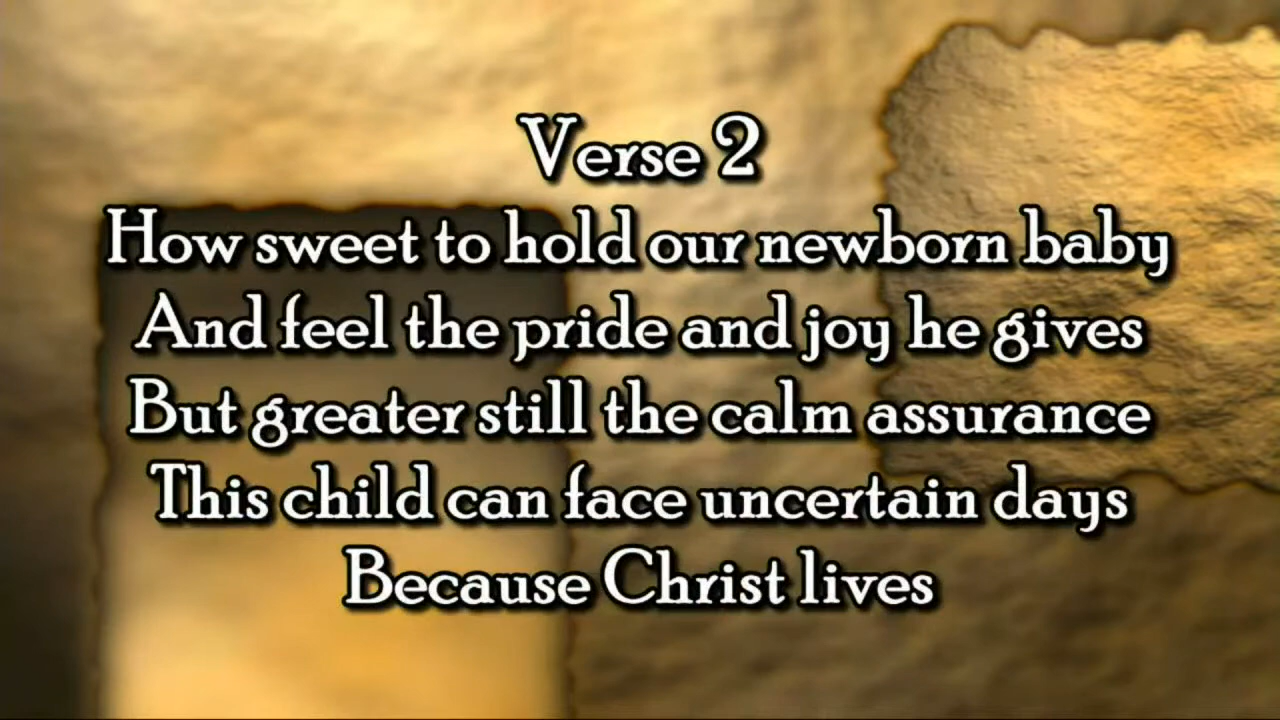 Verse 2
How sweet to hold our newborn baby
And feel the pride and joy he gives
But greater still the calm assurance
This child can face uncertain days
Because Christ lives